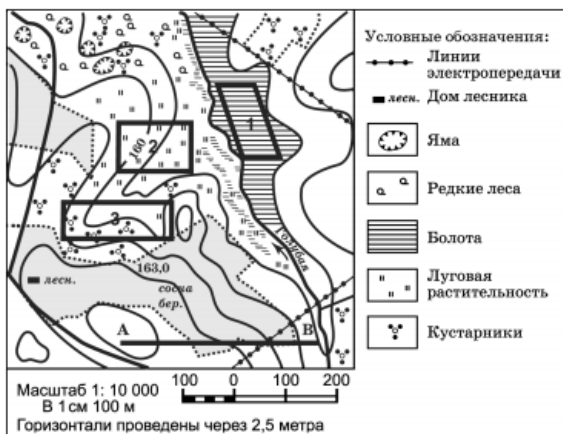 Условные обозначения:
Линии
электропередачи
лесн. Дом лесника
Яма
Редкие леса
Болота
Луговая
растительность
Кустарники
1
160
2
3
Голубая
163,0
лесн.
сосна
бер.
А
В
Масштаб 1: 10 000
В 1см 100 м
100 0 100 200
Горизонтали проведены через 2,5 метра